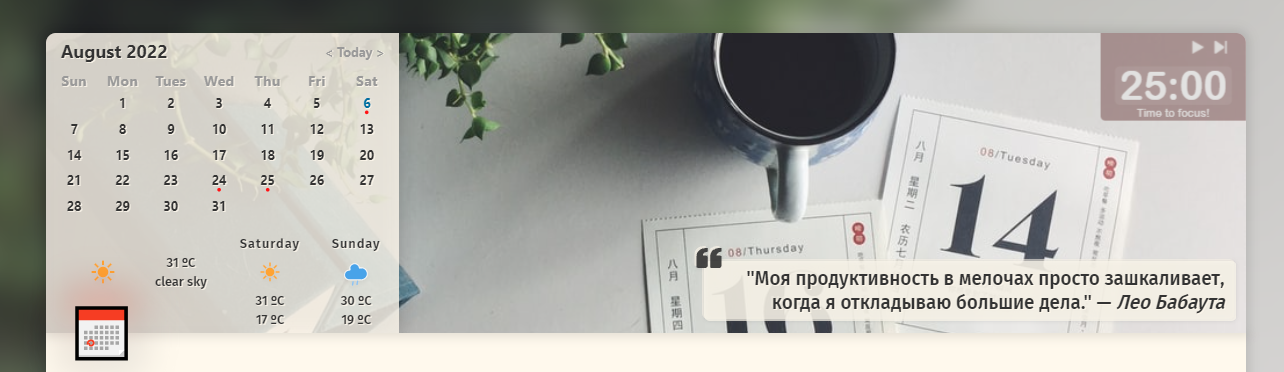 August 2022
< Today >
Sun Mon Tues Wed Thu Fri Sat
1 2 3 4 5 6
7 8 9 10 11 12 13
14 15 16 17 18 19 20
21 22 23 24 25 26 27
28 29 30 31
Saturday Sunday
31 ºC
clear sky
31 ºC 30 ºC
17 ºC 19 ºC
25:00
Time to focus!
08/Tuesday
14
八月 星期二 农历七
08/Thursday
16
八月 星期四
"Моя продуктивность в мелочах просто зашкаливает,
когда я откладываю большие дела." — Лео Бабаута